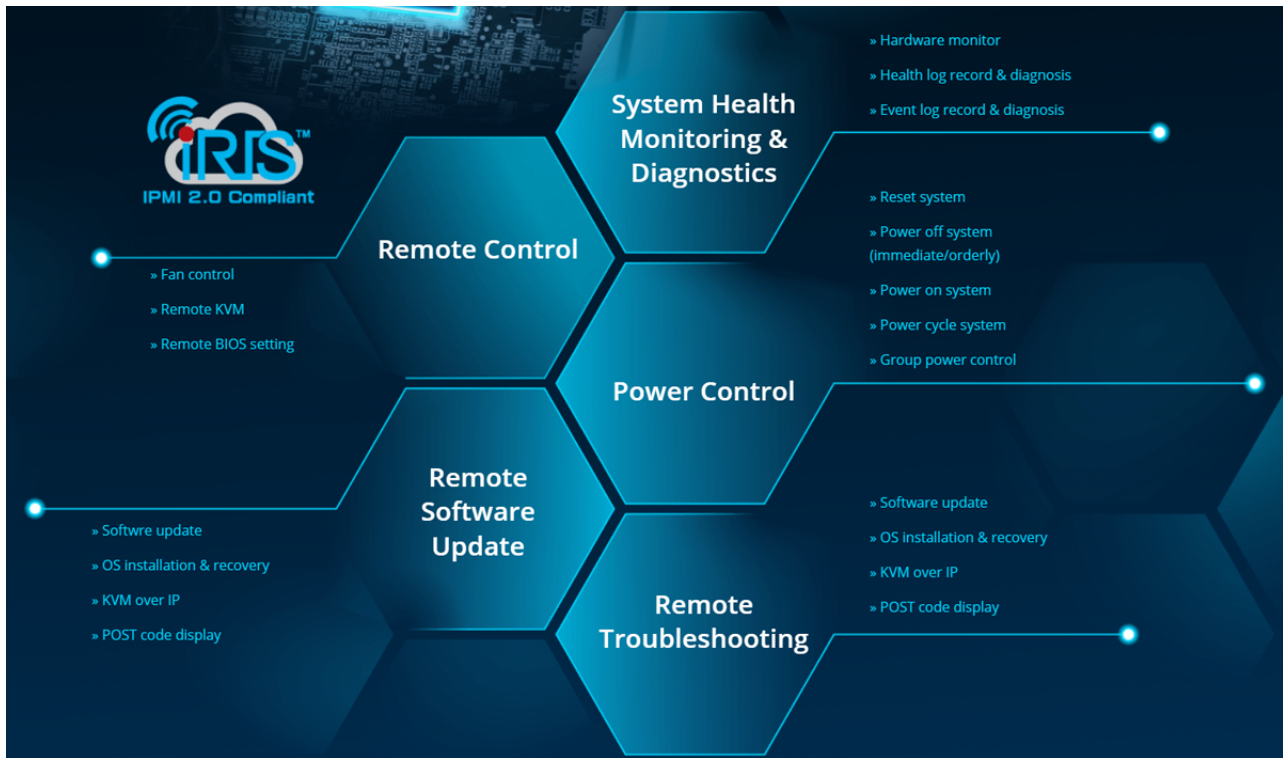 iRIS™
IPMI 2.0 Compliant
System Health
Monitoring &
Diagnostics
» Hardware monitor
» Health log record & diagnosis
» Event log record & diagnosis
Remote Control
» Fan control
» Remote KVM
» Remote BIOS setting
Power Control
» Reset system
» Power off system
(immediate/orderly)
» Power on system
» Power cycle system
» Group power control
Remote
Software
Update
» Softwre update
» OS installation & recovery
» KVM over IP
» POST code display
Remote
Troubleshooting
» Software update
» OS installation & recovery
» KVM over IP
» POST code display